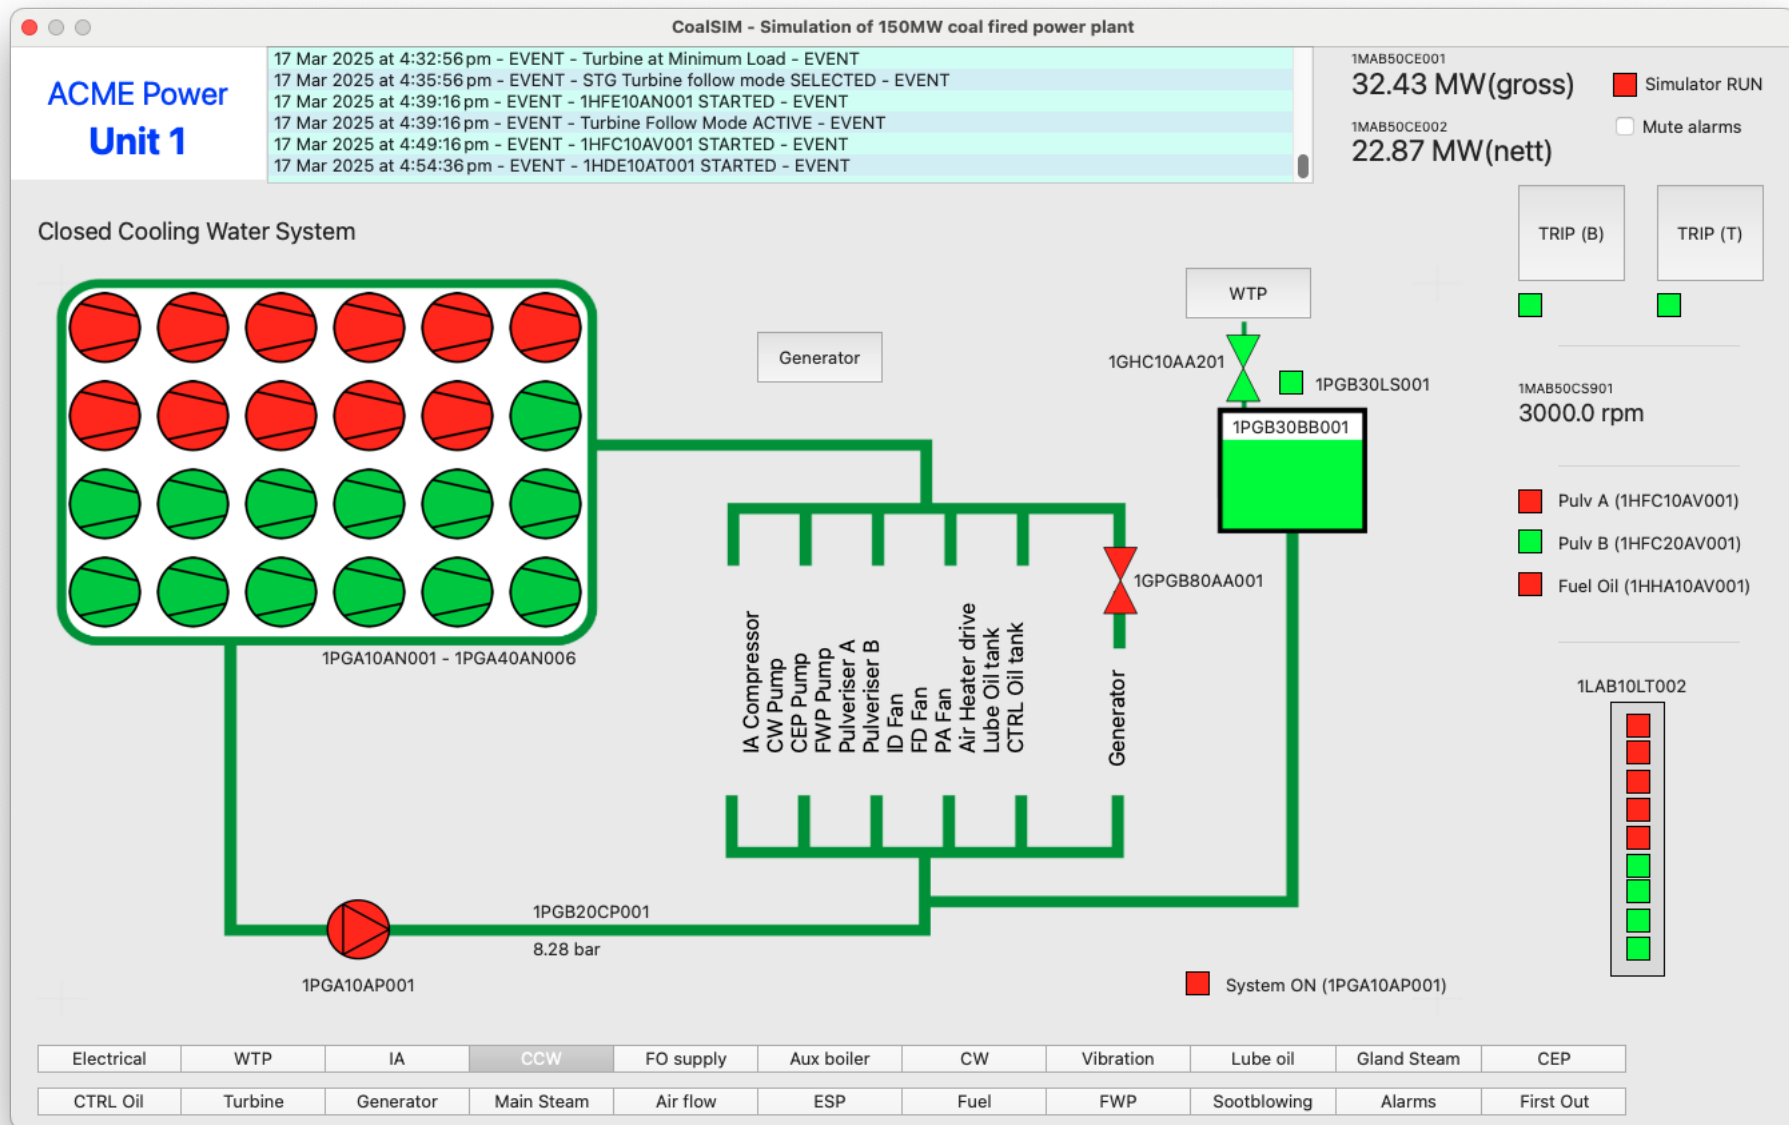 CoalSIM - Simulation of 150MW coal fired power plant
ACME Power
Unit 1
17 Mar 2025 at 4:32:56 pm - EVENT - Turbine at Minimum Load - EVENT
17 Mar 2025 at 4:35:56 pm - EVENT - STG Turbine follow mode SELECTED - EVENT
17 Mar 2025 at 4:39:16 pm - EVENT - 1HFE10AN001 STARTED - EVENT
17 Mar 2025 at 4:39:16 pm - EVENT - Turbine Follow Mode ACTIVE - EVENT
17 Mar 2025 at 4:49:16 pm - EVENT - 1HFC10AV001 STARTED - EVENT
17 Mar 2025 at 4:54:36 pm - EVENT - 1HDE10AT001 STARTED - EVENT
1MAB50CE001
32.43 MW(gross)
1MAB50CE002
22.87 MW(nett)
Simulator RUN
Mute alarms
TRIP (B)
TRIP (T)
Closed Cooling Water System
WTP
Generator
1GHC10AA201
1PGB30LS001
1PGB30BB001
1MAB50CS901
3000.0 rpm
Pulv A (1HFC10AV001)
Pulv B (1HFC20AV001)
Fuel Oil (1HHA10AV001)
1GPGB80AA001
1PGA10AN001 - 1PGA40AN006
IA Compressor
CW Pump
CEP Pump
FWP Pump
Pulveriser A
Pulveriser B
ID Fan
FD Fan
PA Fan
Air Heater drive
Lube Oil tank
CTRL Oil tank
Generator
1LAB10LT002
1PGB20CP001
8.28 bar
1PGA10AP001
System ON (1PGA10AP001)
Electrical
WTP
IA
CCW
FO supply
Aux boiler
CW
Vibration
Lube oil
Gland Steam
CEP
CTRL Oil
Turbine
Generator
Main Steam
Air flow
ESP
Fuel
FWP
Sootblowing
Alarms
First Out